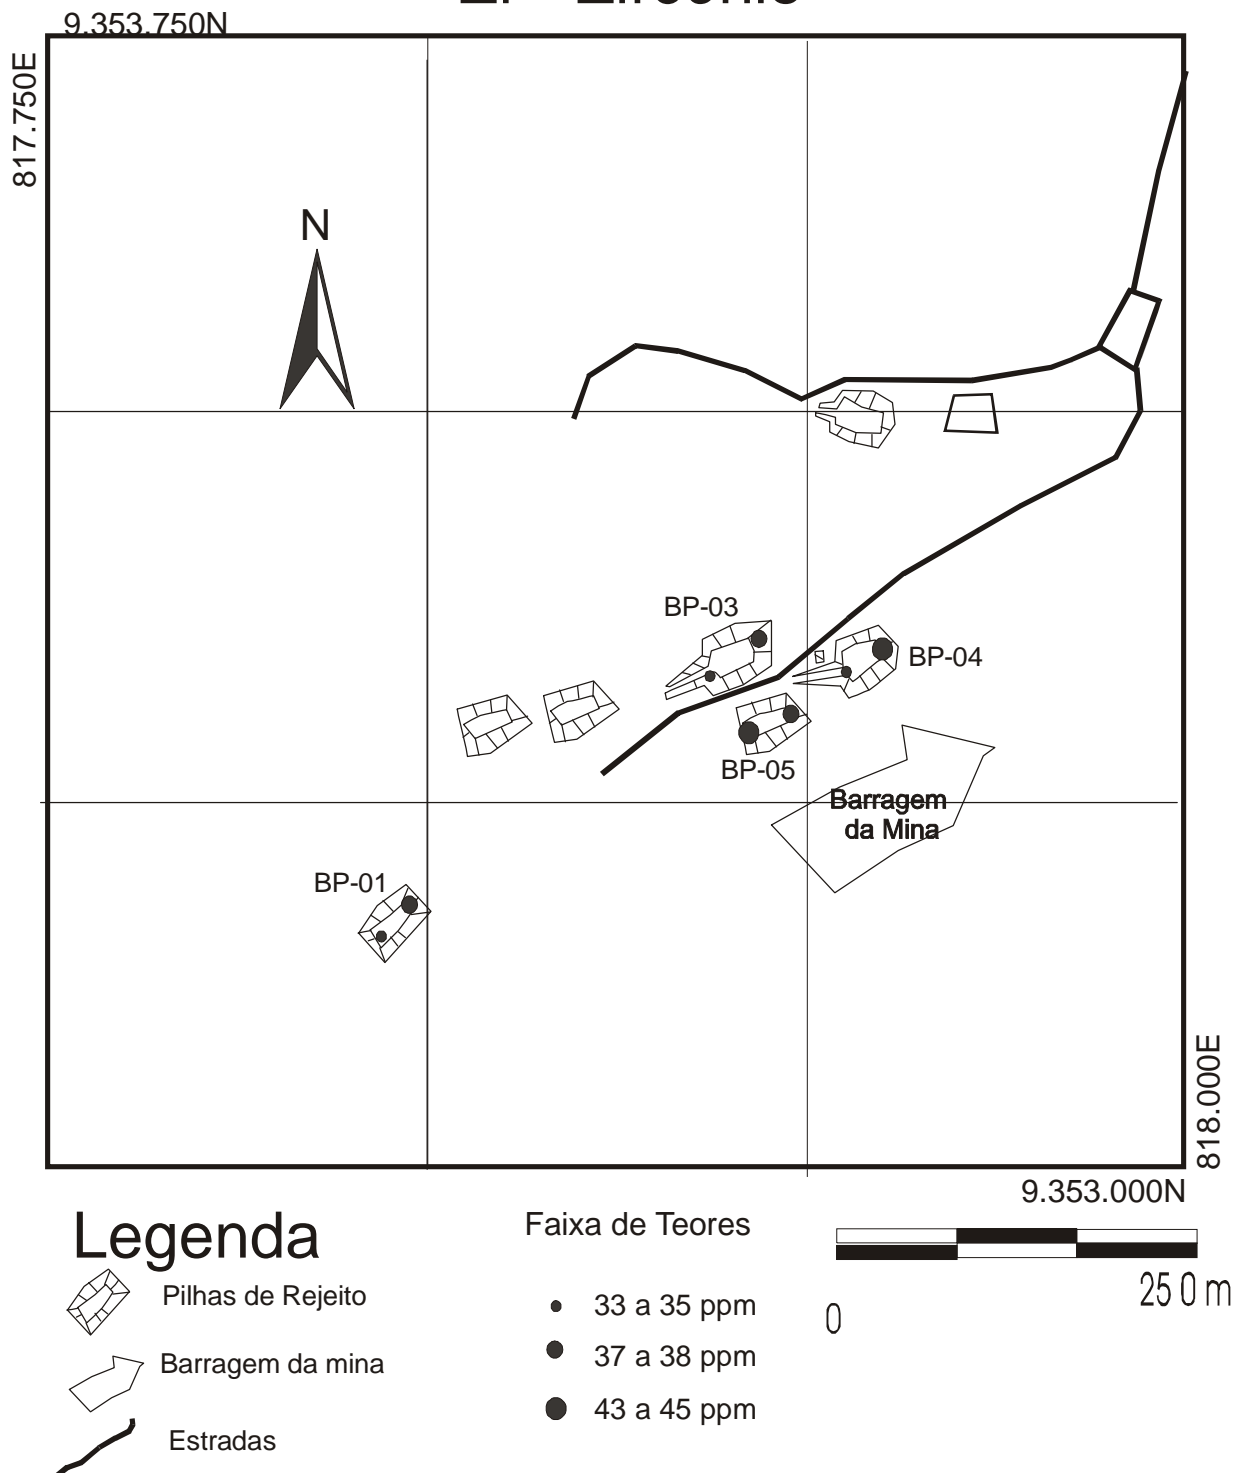 9.353.750N
817.750E
N
BP-03
BP-04
BP-05
Barragem
da Mina
BP-01
818.000E
9.353.000N
Legenda
Pilhas de Rejeito
Barragem da mina
Estradas
Faixa de Teores
33 a 35 ppm
37 a 38 ppm
43 a 45 ppm
0
250m